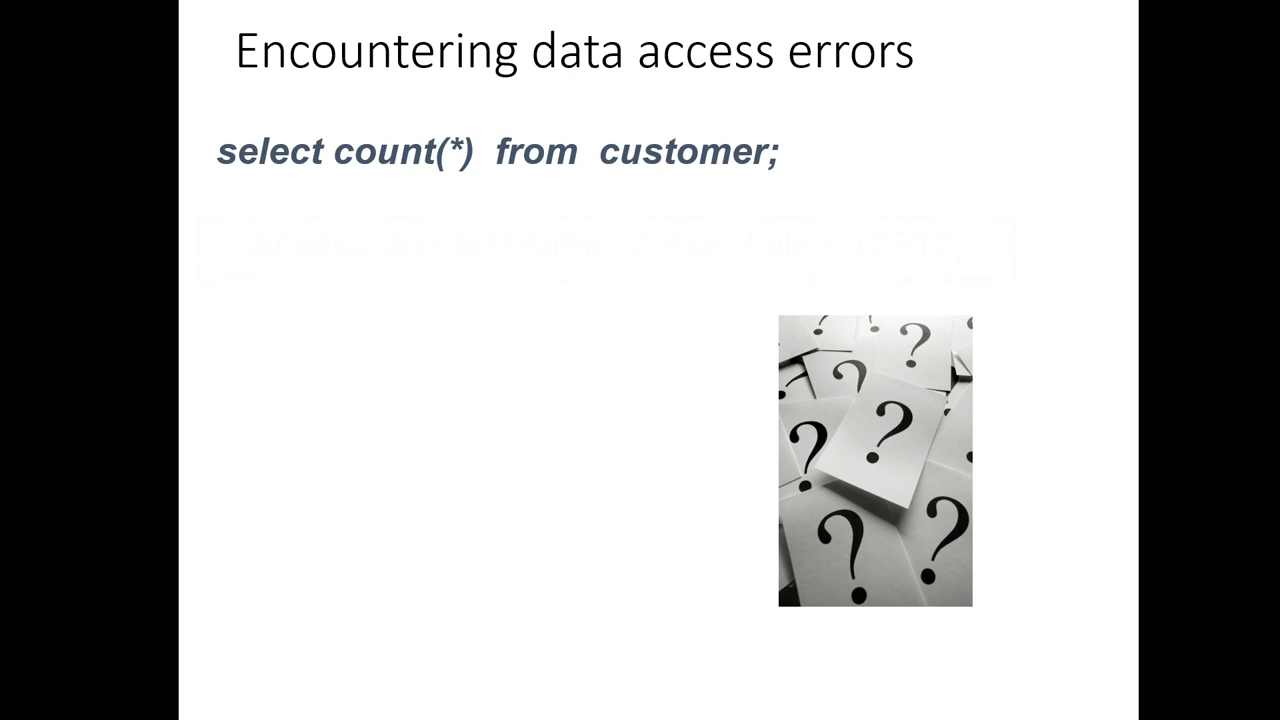 Encountering data access errors
select count(*) from customer;
? ? ? ? ? ? ? ?